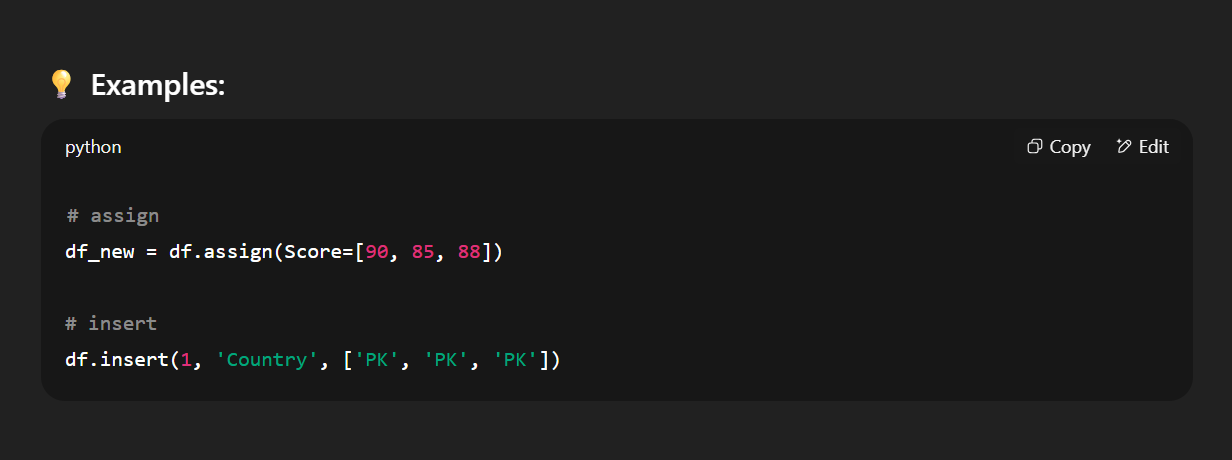 💡 Examples:
python
Copy
Edit
# assign
df_new = df.assign(Score=[90, 85, 88])
# insert
df.insert(1, 'Country', ['PK', 'PK', 'PK'])